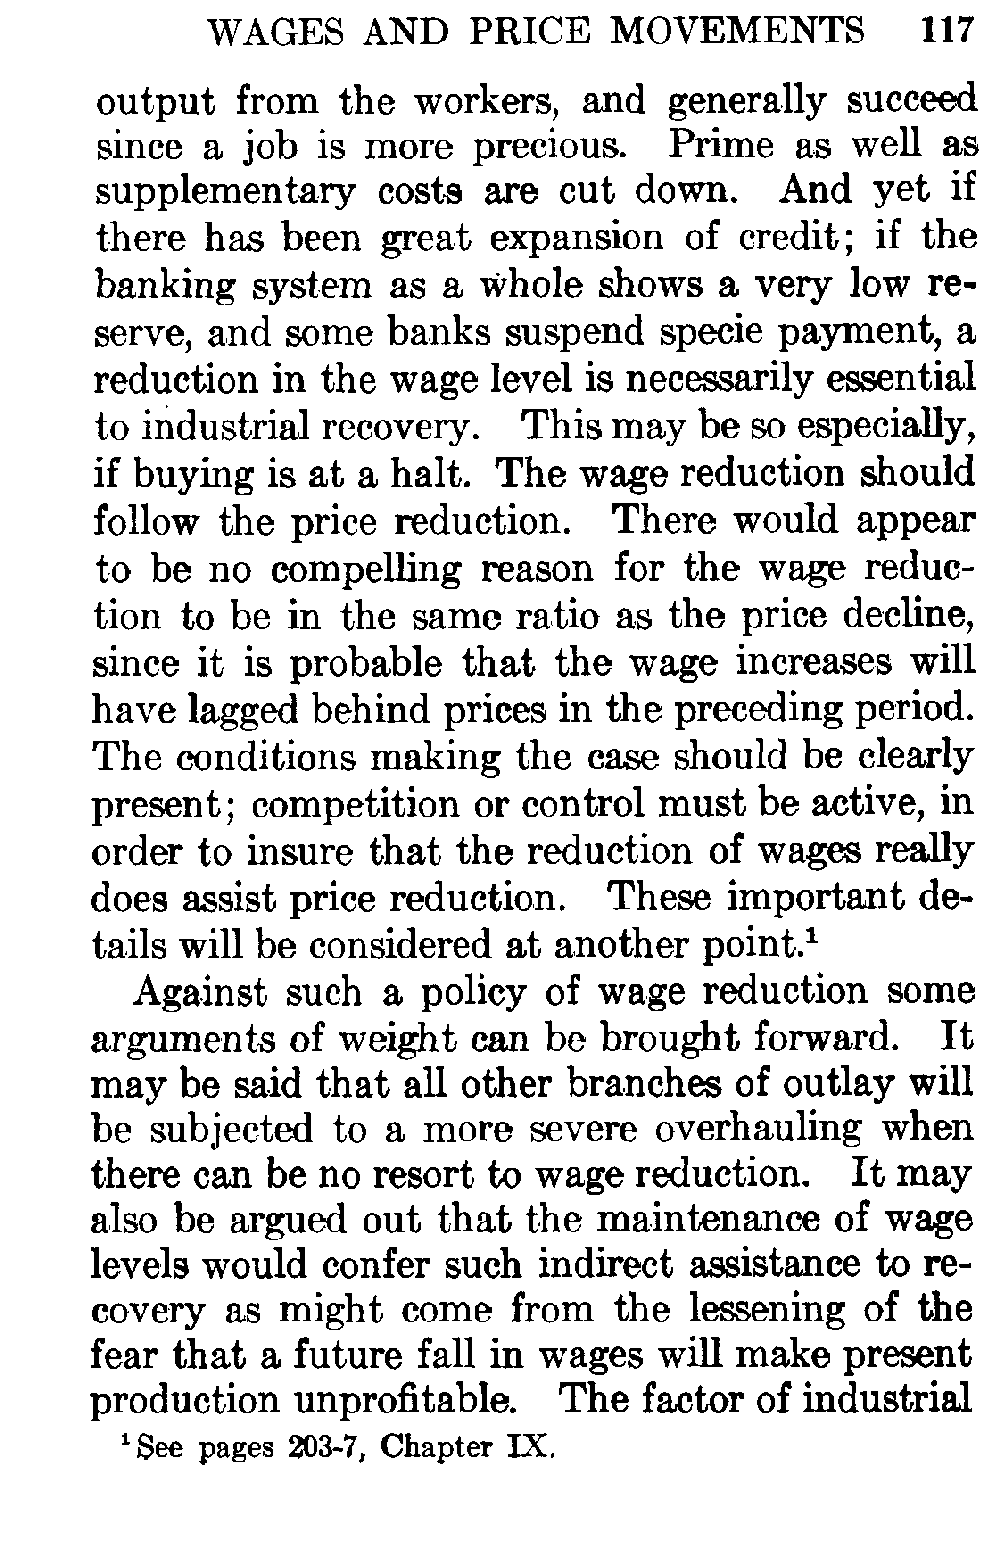 WAGES AND PRICE MOVEMENTS 117
output from the workers, and generally succeed
since a job is more precious. Prime as well as
supplementary costs are cut down. And yet if
there has been great expansion of credit; if the
banking system as a whole shows a very low re-
serve, and some banks suspend specie payment, a
reduction in the wage level is necessarily essential
to industrial recovery. This may be so especially,
if buying is at a halt. The wage reduction should
follow the price reduction. There would appear
to be no compelling reason for the wage reduc-
tion to be in the same ratio as the price decline,
since it is probable that the wage increases will
have lagged behind prices in the preceding period.
The conditions making the case should be clearly
present; competition or control must be active, in
order to insure that the reduction of wages really
does assist price reduction. These important de-
tails will be considered at another point.¹
Against such a policy of wage reduction some
arguments of weight can be brought forward. It
may be said that all other branches of outlay will
be subjected to a more severe overhauling when
there can be no resort to wage reduction. It may
also be argued out that the maintenance of wage
levels would confer such indirect assistance to re-
covery as might come from the lessening of the
fear that a future fall in wages will make present
production unprofitable. The factor of industrial
¹ See pages 203-7, Chapter IX.